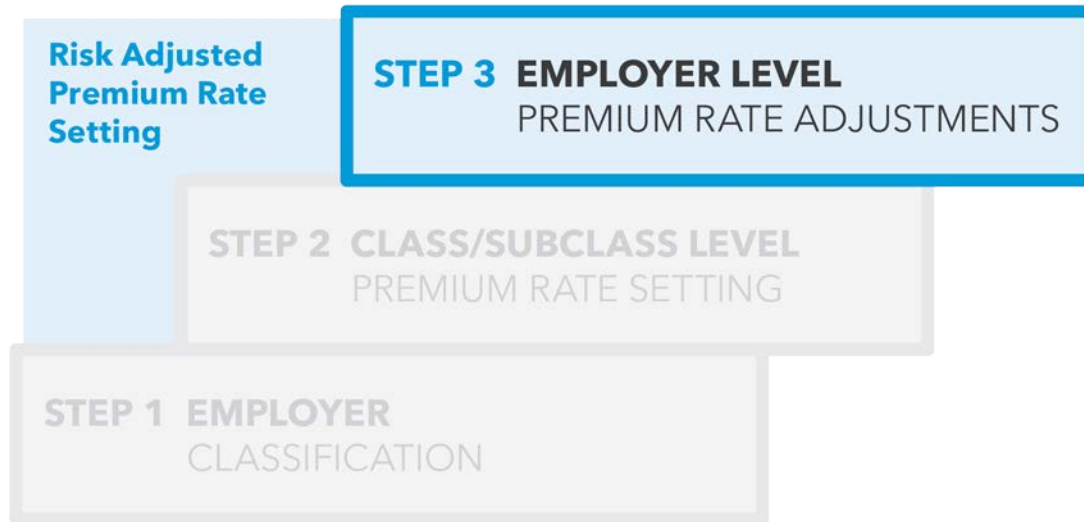 Risk Adjusted
Premium Rate
Setting
STEP 3 EMPLOYER LEVEL
PREMIUM RATE ADJUSTMENTS
STEP 2 CLASS/SUBCLASS LEVEL
PREMIUM RATE SETTING
STEP 1 EMPLOYER
CLASSIFICATION